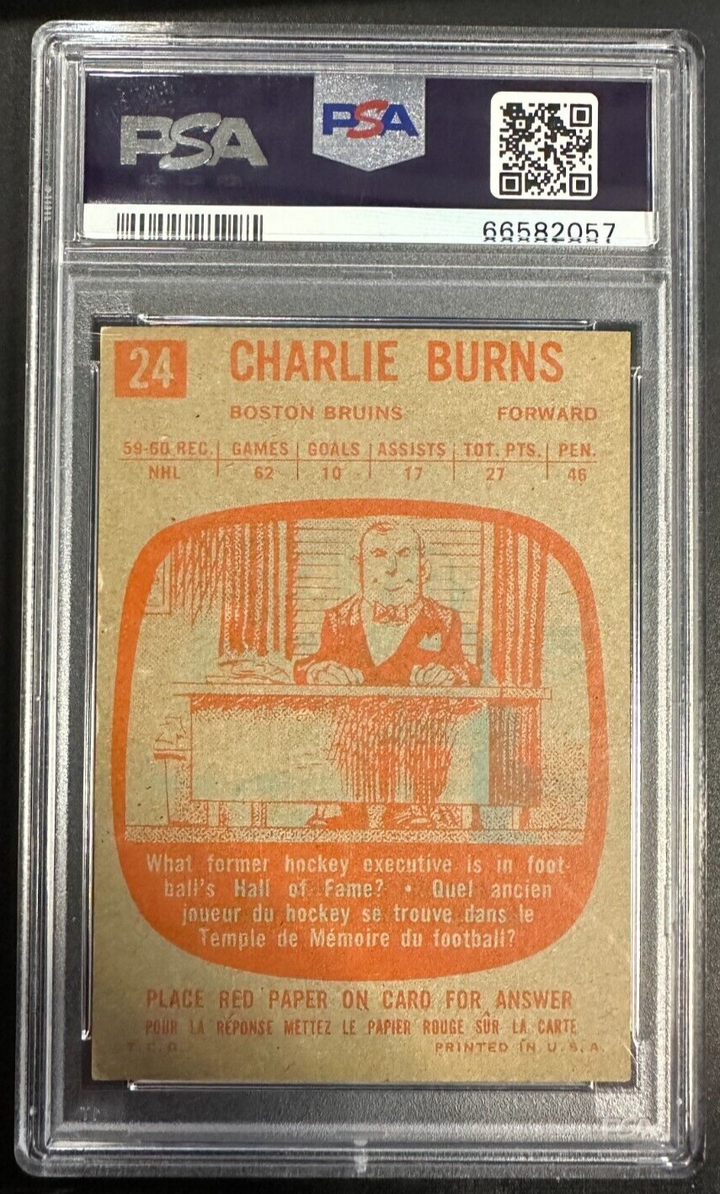 PSA
PSA
66582057
24 CHARLIE BURNS
BOSTON BRUINS FORWARD
59-60 REC. GAMES GOALS ASSISTS TOT. PTS. PEN.
NHL 62 10 17 27 46
What former hockey executive is in foot-
ball's Hall of Fame? • Quel ancien
joueur du hockey se trouve dans le
Temple de Mémoire du football?
PLACE RED PAPER ON CARD FOR ANSWER
POUR LA RÉPONSE METTEZ LE PAPIER ROUGE SÛR LA CARTE
T. C. G. PRINTED IN U. S. A.
PSA